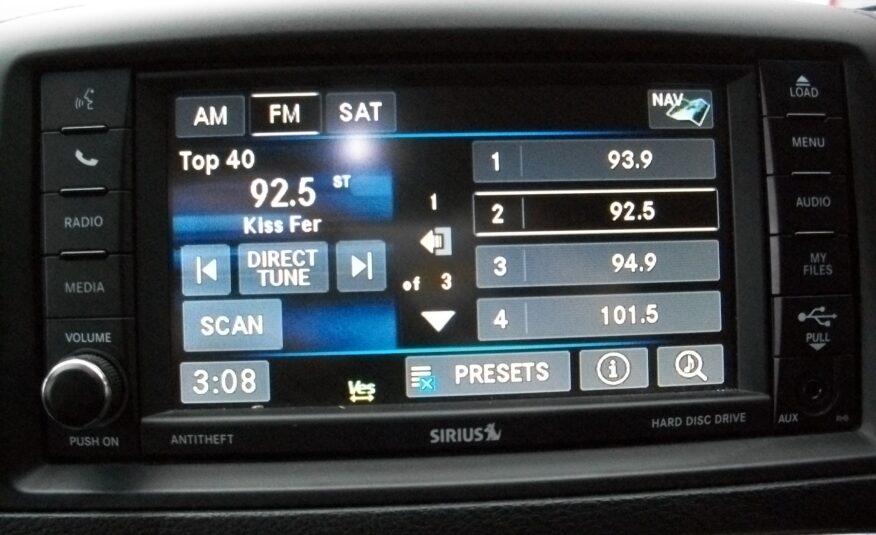 AM FM SAT NAV
Top 40
92.5 ST
Kiss Fer
DIRECT
TUNE
SCAN
3:08
Yes
1
of 3
1 93.9
2 92.5
3 94.9
4 101.5
PRESETS
RADIO
MEDIA
VOLUME
PUSH ON
ANTITHEFT
SIRIUS
HARD DISC DRIVE
LOAD
MENU
AUDIO
MY
FILES
PULL
AUX